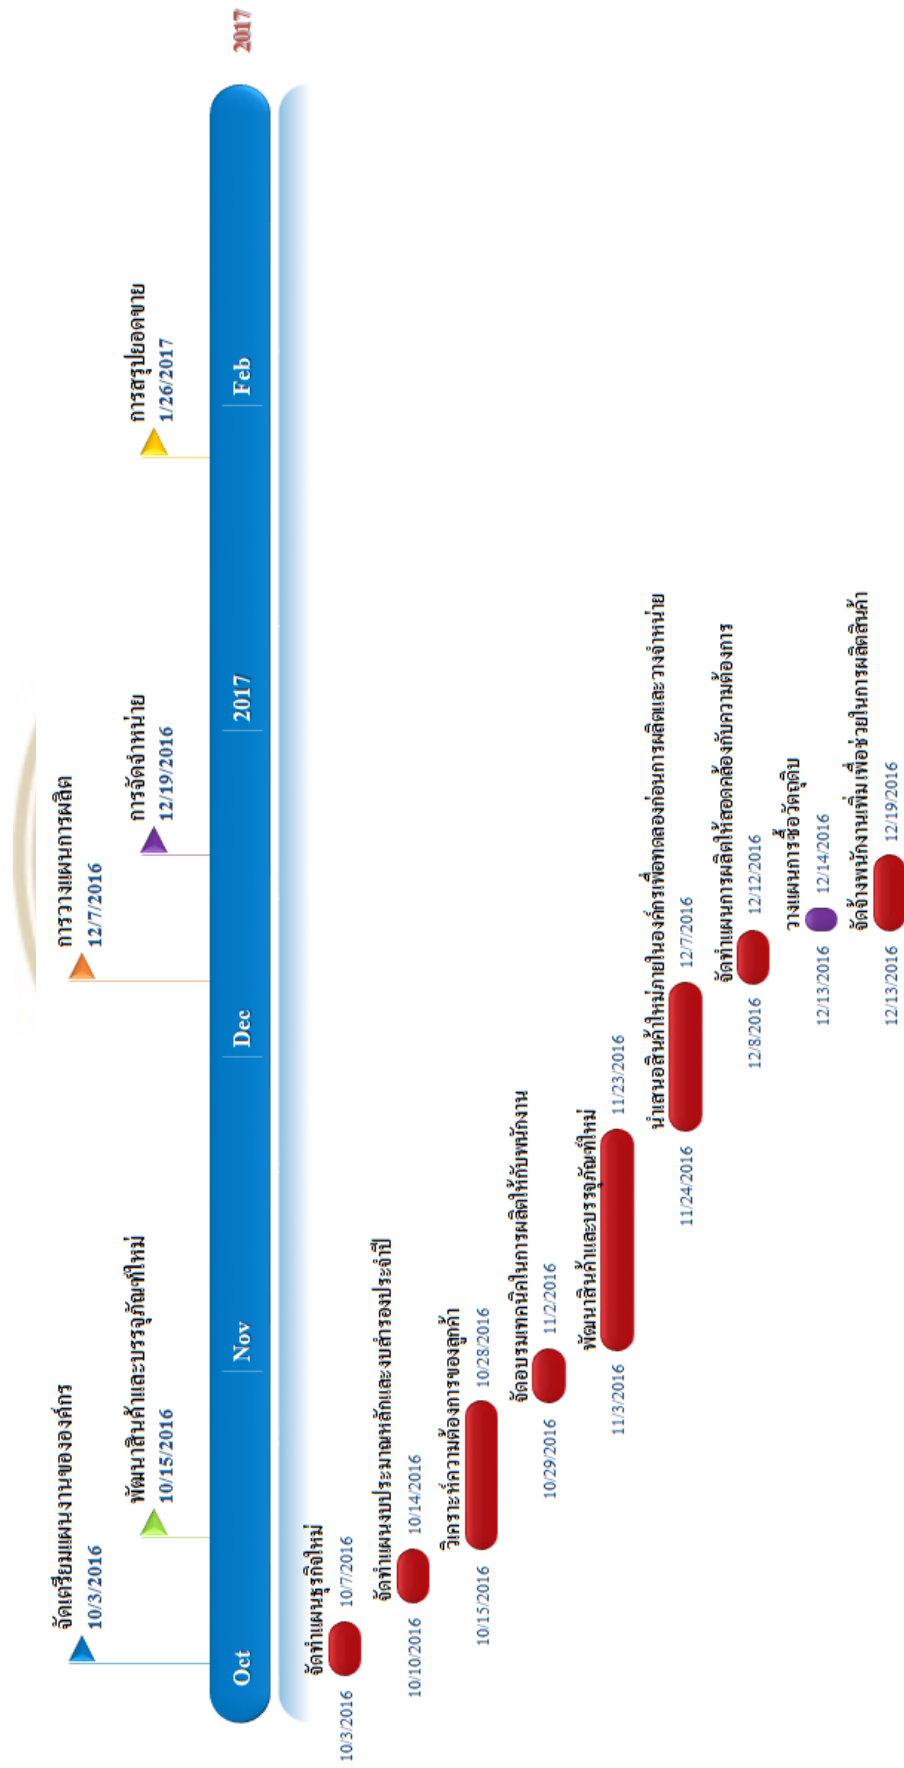 จัดเตรียมแผนงานขององค์กร
10/3/2016
พัฒนาสินค้าและบรรจุภัณฑ์ใหม่
10/15/2016
การวางแผนการผลิต
12/7/2016
การจัดจำหน่าย
12/19/2016
การสรุปยอดขาย
1/26/2017
Oct Nov Dec 2017 Feb 2017
จัดทำแผนธุรกิจใหม่
10/3/2016 10/7/2016
จัดทำแผนงบประมาณหลักและงบสำรองประจำปี
10/10/2016 10/14/2016
วิเคราะห์ความต้องการของลูกค้า
10/15/2016 10/28/2016
จัดอบรมเทคนิคในการผลิตให้กับพนักงาน
10/29/2016 11/2/2016
พัฒนาสินค้าและบรรจุภัณฑ์ใหม่
11/3/2016 11/23/2016
นำเสนอสินค้าใหม่ภายในองค์กรเพื่อทดลองก่อนการผลิตและวางจำหน่าย
11/24/2016 12/7/2016
จัดทำแผนการผลิตให้สอดคล้องกับความต้องการ
12/8/2016 12/12/2016
วางแผนการซื้อวัตถุดิบ
12/13/2016 12/14/2016
จัดจ้างพนักงานเพิ่มเพื่อช่วยในการผลิตสินค้า
12/13/2016 12/19/2016